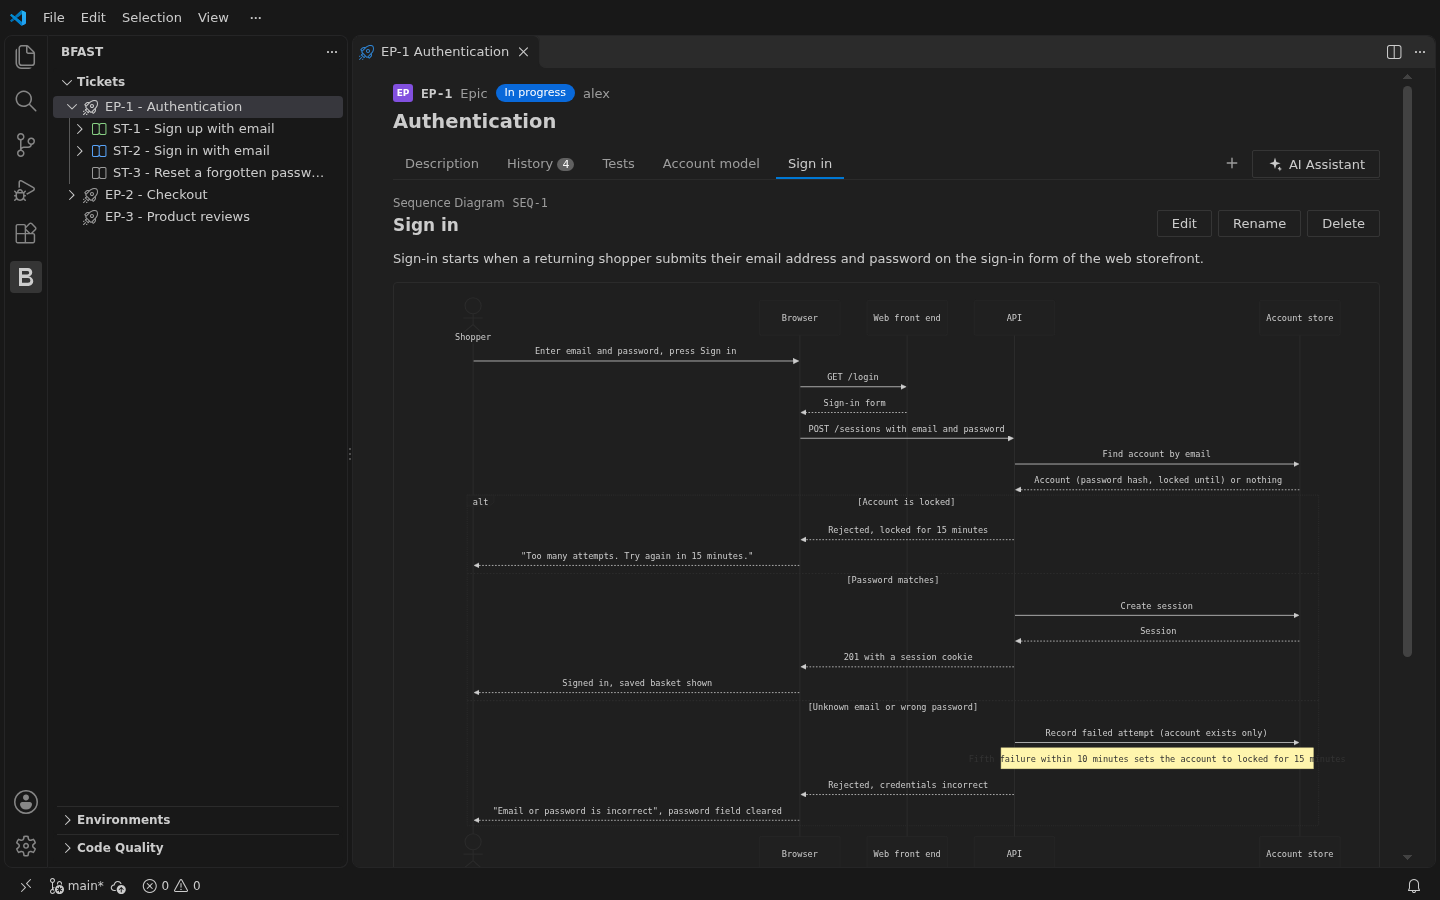 File Edit Selection View ···
BFAST ···
EP-1 Authentication
Tickets
EP-1 - Authentication
ST-1 - Sign up with email
ST-2 - Sign in with email
ST-3 - Reset a forgotten passw…
EP-2 - Checkout
EP-3 - Product reviews
B
Environments
Code Quality
EP EP-1 Epic In progress alex
Authentication
Description History 4 Tests Account model Sign in + AI Assistant
Sequence Diagram SEQ-1
Sign in
Edit Rename Delete
Sign-in starts when a returning shopper submits their email address and password on the sign-in form of the web storefront.
Shopper Browser Web front end API Account store
Enter email and password, press Sign in
GET /login
Sign-in form
POST /sessions with email and password
Find account by email
Account (password hash, locked until) or nothing
alt [Account is locked]
Rejected, locked for 15 minutes
"Too many attempts. Try again in 15 minutes."
[Password matches]
Create session
Session
201 with a session cookie
Signed in, saved basket shown
[Unknown email or wrong password]
Record failed attempt (account exists only)
Fifth failure within 10 minutes sets the account to locked for 15 minutes
Rejected, credentials incorrect
"Email or password is incorrect", password field cleared
Browser Web front end API Account store
main* 0 0